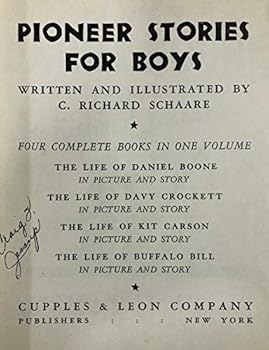 PIONEER STORIES
FOR BOYS
WRITTEN AND ILLUSTRATED BY
C. RICHARD SCHAARE
★
FOUR COMPLETE BOOKS IN ONE VOLUME
THE LIFE OF DANIEL BOONE
IN PICTURE AND STORY
THE LIFE OF DAVY CROCKETT
IN PICTURE AND STORY
THE LIFE OF KIT CARSON
IN PICTURE AND STORY
THE LIFE OF BUFFALO BILL
IN PICTURE AND STORY
★
CUPPLES & LEON COMPANY
PUBLISHERS : : : NEW YORK